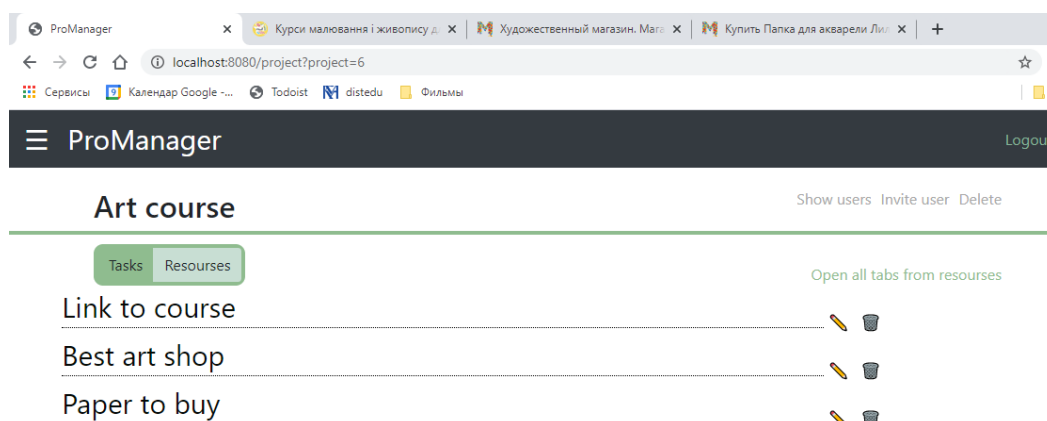 ProManager
Курси малювання і живопису д
Художественный магазин. Мага
Купить Папка для акварели Лил
localhost:8080/project?project=6
Сервисы
9
Календар Google -...
Todoist
distedu
Фильмы
ProManager
Logou
Art course
Show users Invite user Delete
Tasks Resourses
Open all tabs from resourses
Link to course
Best art shop
Paper to buy